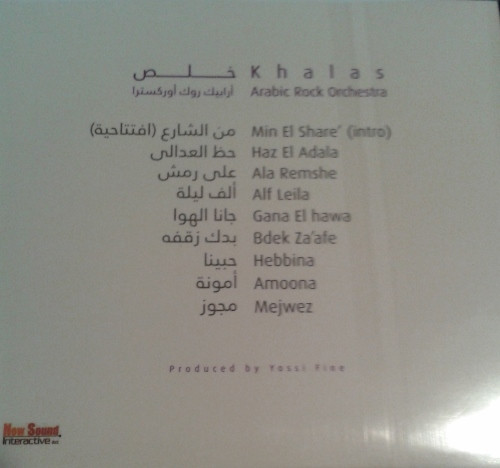 خلص Khalas
أرابيك روك أوركسترا Arabic Rock Orchestra
من الشارع (افتتاحية) Min El Share' (intro)
حظ العدالى Haz El Adala
على رمش Ala Remshe
ألف ليلة Alf Leila
جانا الهوا Gana El hawa
بدك زقفه Bdek Za'afe
حبينا Hebbina
أمونة Amoona
مجوز Mejwez
Produced by Yossi Fine
New Sound
Interactive